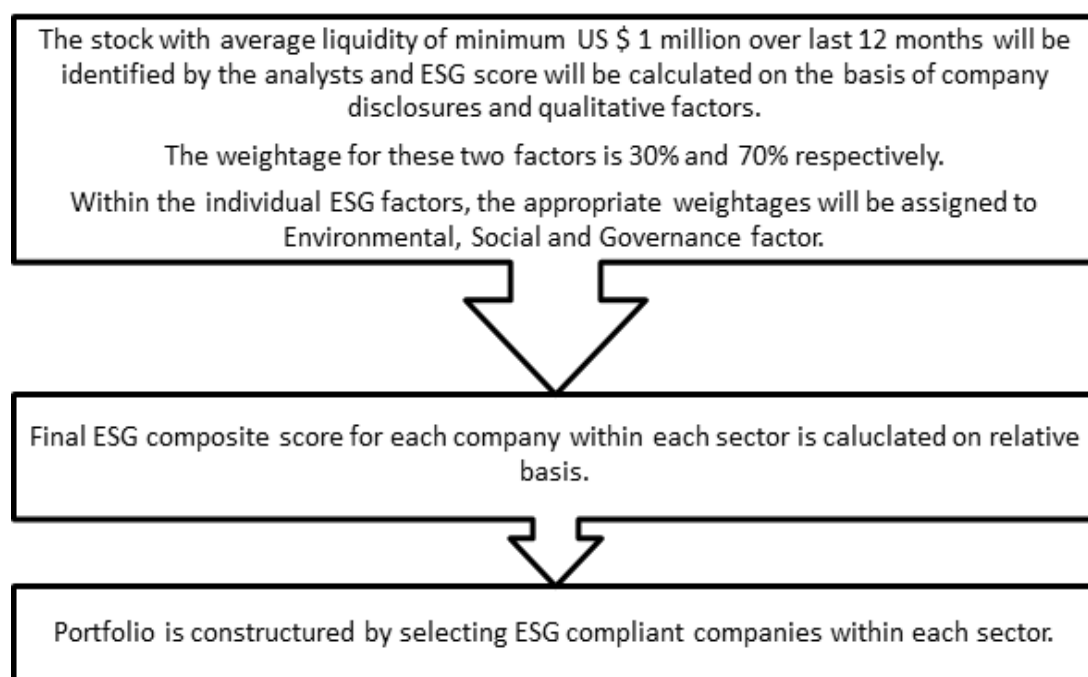 The stock with average liquidity of minimum US $ 1 million over last 12 months will be
identified by the analysts and ESG score will be calculated on the basis of company
disclosures and qualitative factors.
The weightage for these two factors is 30% and 70% respectively.
Within the individual ESG factors, the appropriate weightages will be assigned to
Environmental, Social and Governance factor.
Final ESG composite score for each company within each sector is caluclated on relative
basis.
Portfolio is constructured by selecting ESG compliant companies within each sector.